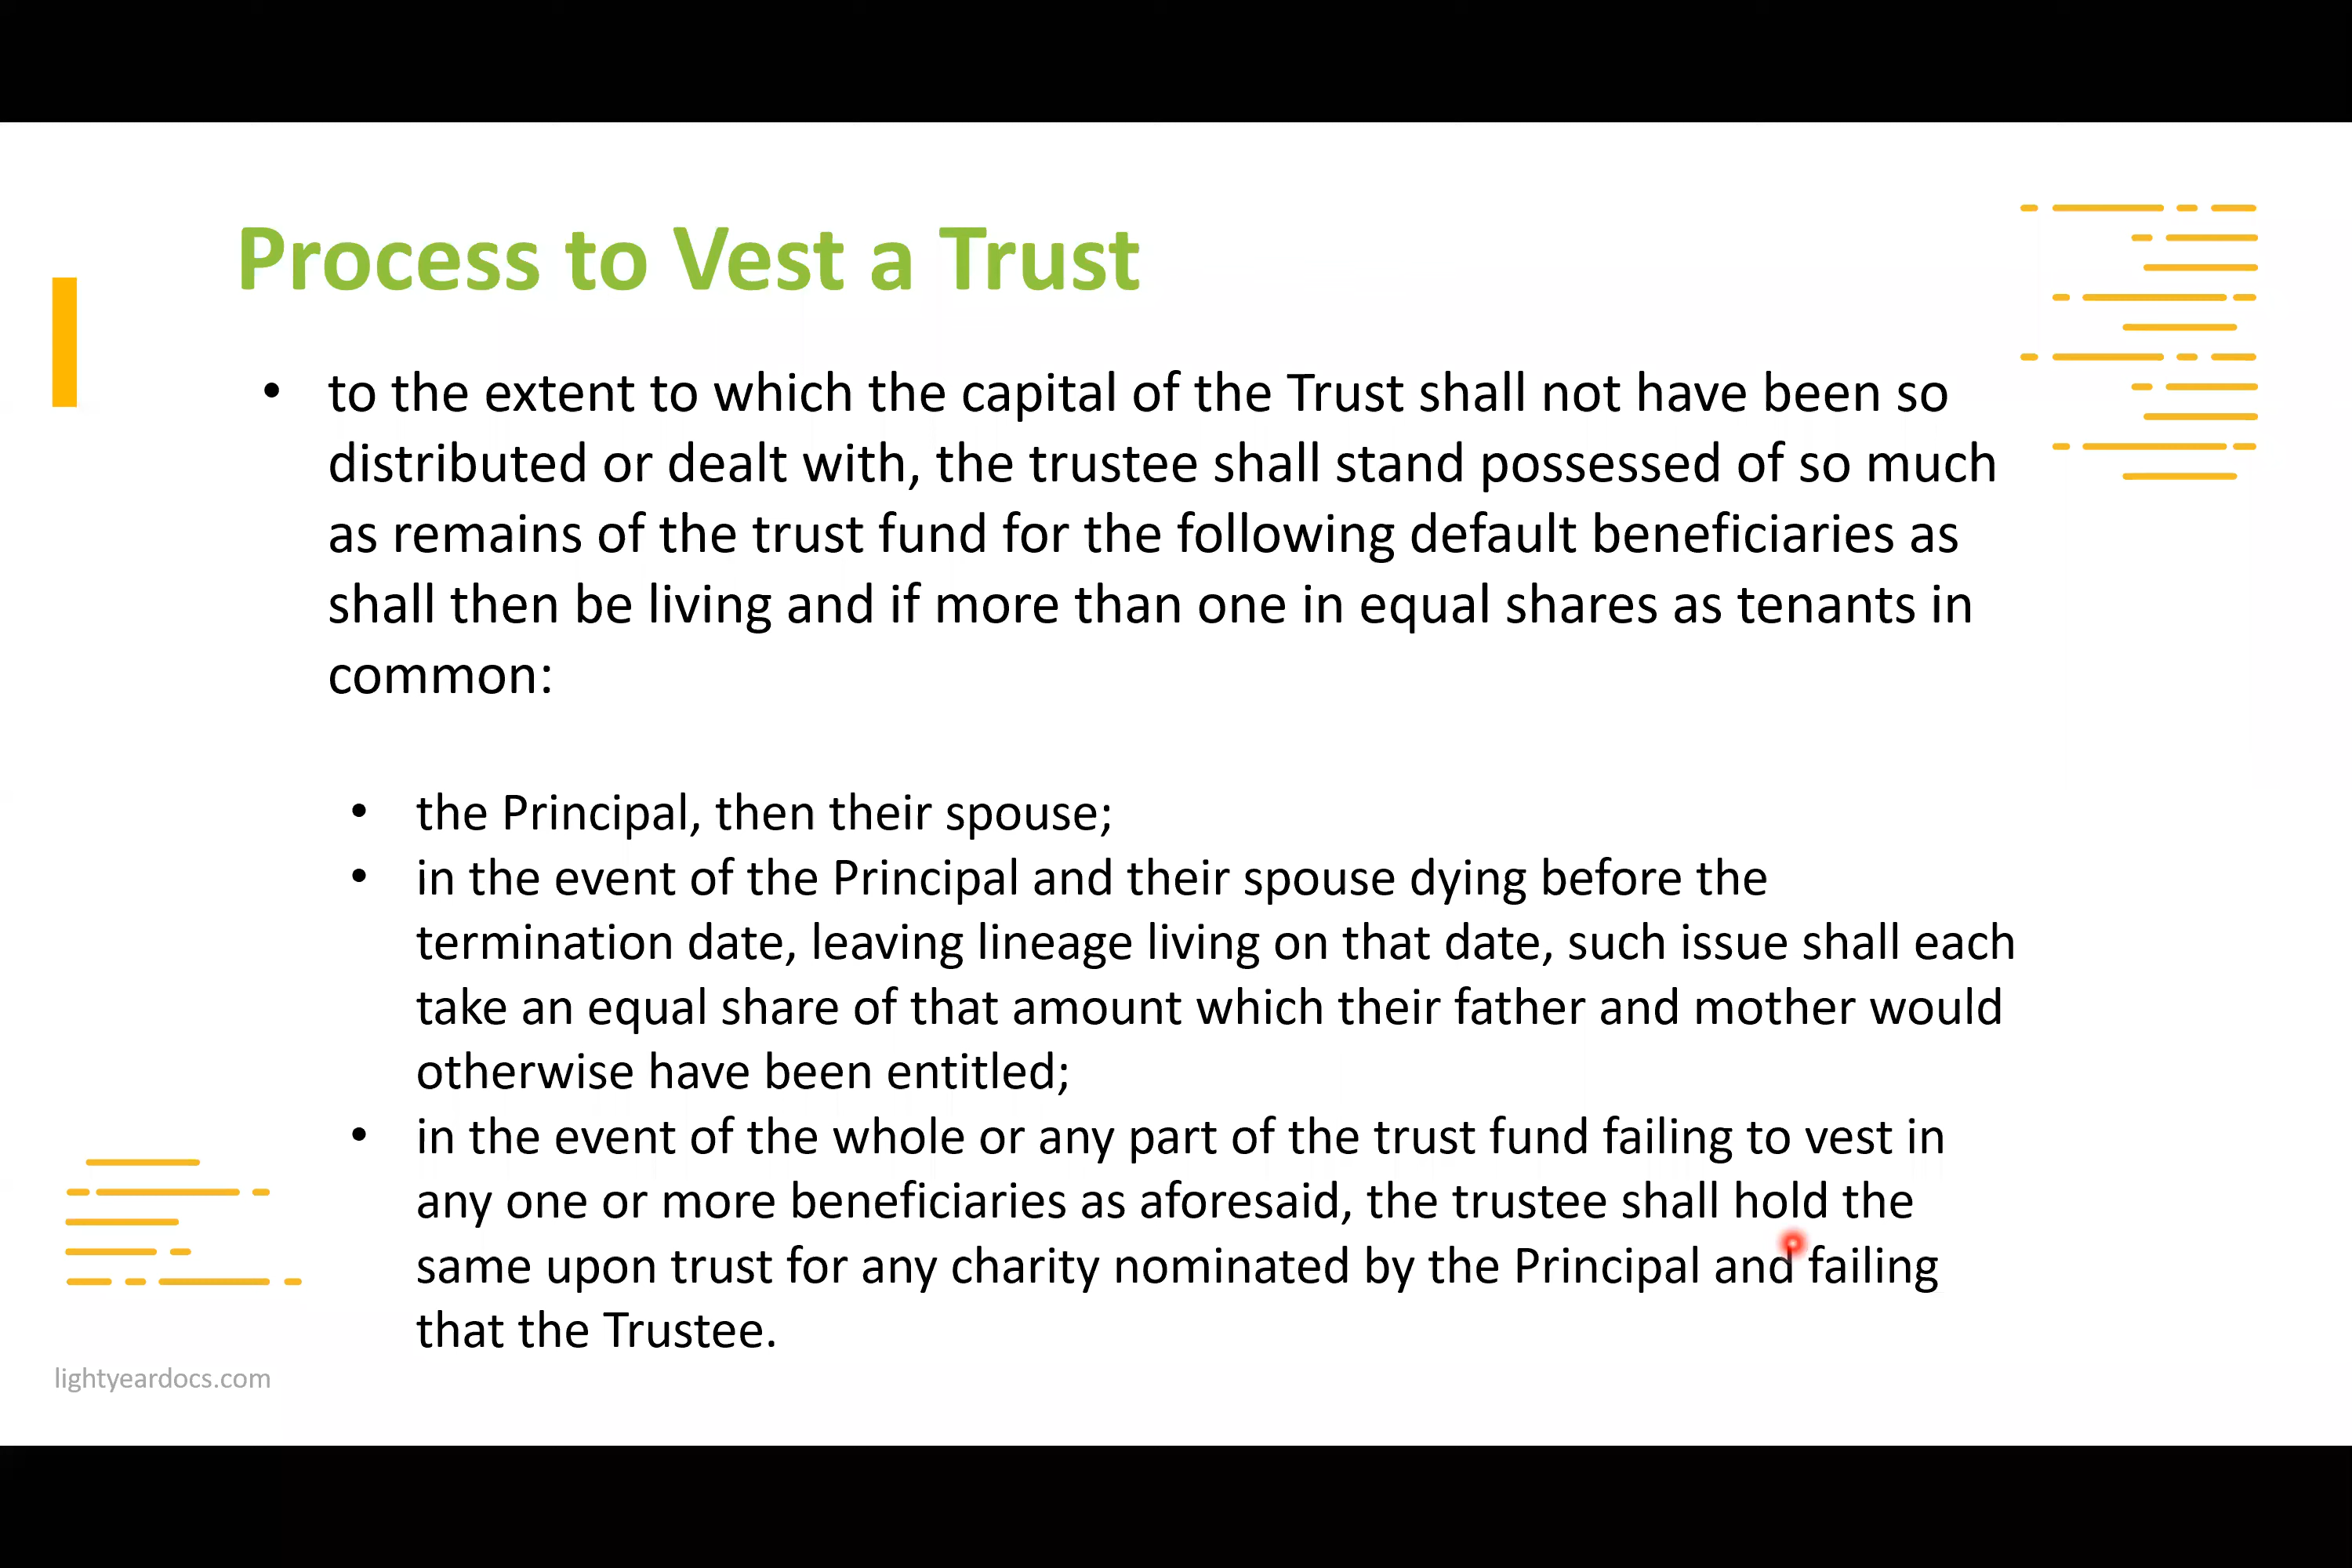 Process to Vest a Trust
• to the extent to which the capital of the Trust shall not have been so
distributed or dealt with, the trustee shall stand possessed of so much
as remains of the trust fund for the following default beneficiaries as
shall then be living and if more than one in equal shares as tenants in
common:
• the Principal, then their spouse;
• in the event of the Principal and their spouse dying before the
termination date, leaving lineage living on that date, such issue shall each
take an equal share of that amount which their father and mother would
otherwise have been entitled;
• in the event of the whole or any part of the trust fund failing to vest in
any one or more beneficiaries as aforesaid, the trustee shall hold the
same upon trust for any charity nominated by the Principal and failing
that the Trustee.
lightyeardocs.com